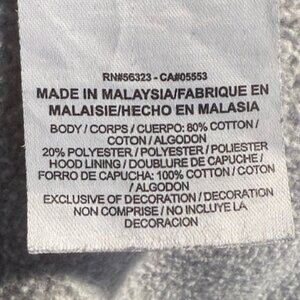 RN#56323 - CA#05553
MADE IN MALAYSIA/FABRIQUE EN
MALAISIE/HECHO EN MALASIA
BODY / CORPS / CUERPO: 80% COTTON /
COTON / ALGODON
20% POLYESTER / POLYESTER / POLIESTER
HOOD LINING / DOUBLURE DE CAPUCHE /
FORRO DE CAPUCHA: 100% COTTON / COTON
/ ALGODON
EXCLUSIVE OF DECORATION / DECORATION
NON COMPRISE / NO INCLUYE LA
DECORACION